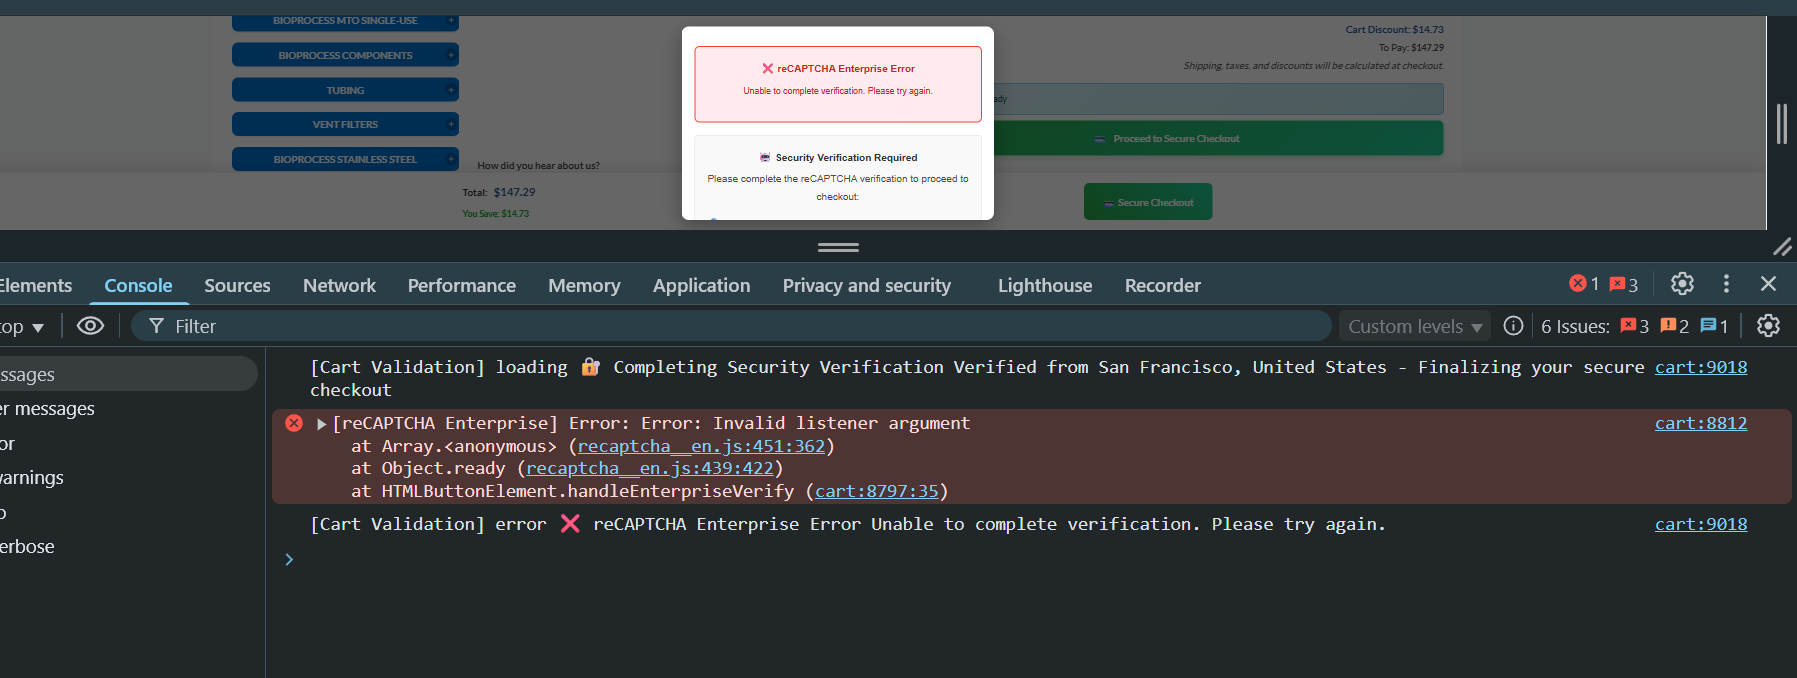 BIOPROCESS MTO SINGLE-USE +
BIOPROCESS COMPONENTS +
TUBING +
VENT FILTERS +
BIOPROCESS STAINLESS STEEL +
How did you hear about us?
Total: $147.29
You Save: $14.73
❌ reCAPTCHA Enterprise Error
Unable to complete verification. Please try again.
Security Verification Required
Please complete the reCAPTCHA verification to proceed to
checkout:
Cart Discount: $14.73
To Pay: $147.29
Shipping, taxes, and discounts will be calculated at checkout.
ady
💳 Proceed to Secure Checkout
💳 Secure Checkout
Elements Console Sources Network Performance Memory Application Privacy and security Lighthouse Recorder 1 3
op ▼ Filter Custom levels ▼ 6 Issues: 3 2 1
ssages
er messages
or
arnings
o
erbose
[Cart Validation] loading 🔐 Completing Security Verification Verified from San Francisco, United States - Finalizing your secure cart:9018
checkout
▶[reCAPTCHA Enterprise] Error: Error: Invalid listener argument cart:8812
at Array.<anonymous> (recaptcha__en.js:451:362)
at Object.ready (recaptcha__en.js:439:422)
at HTMLButtonElement.handleEnterpriseVerify (cart:8797:35)
[Cart Validation] error ❌ reCAPTCHA Enterprise Error Unable to complete verification. Please try again. cart:9018